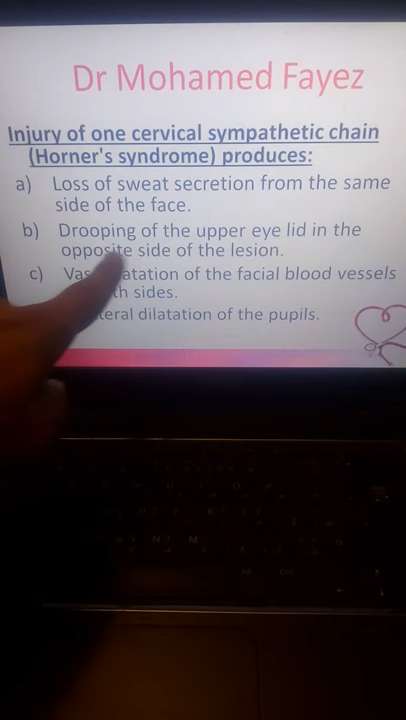 Dr Mohamed Fayez
Injury of one cervical sympathetic chain
(Horner's syndrome) produces:
a) Loss of sweat secretion from the same
side of the face.
b) Drooping of the upper eye lid in the
opposite side of the lesion.
c) of the facial blood vessels
sides.
dilatation of the pupils.